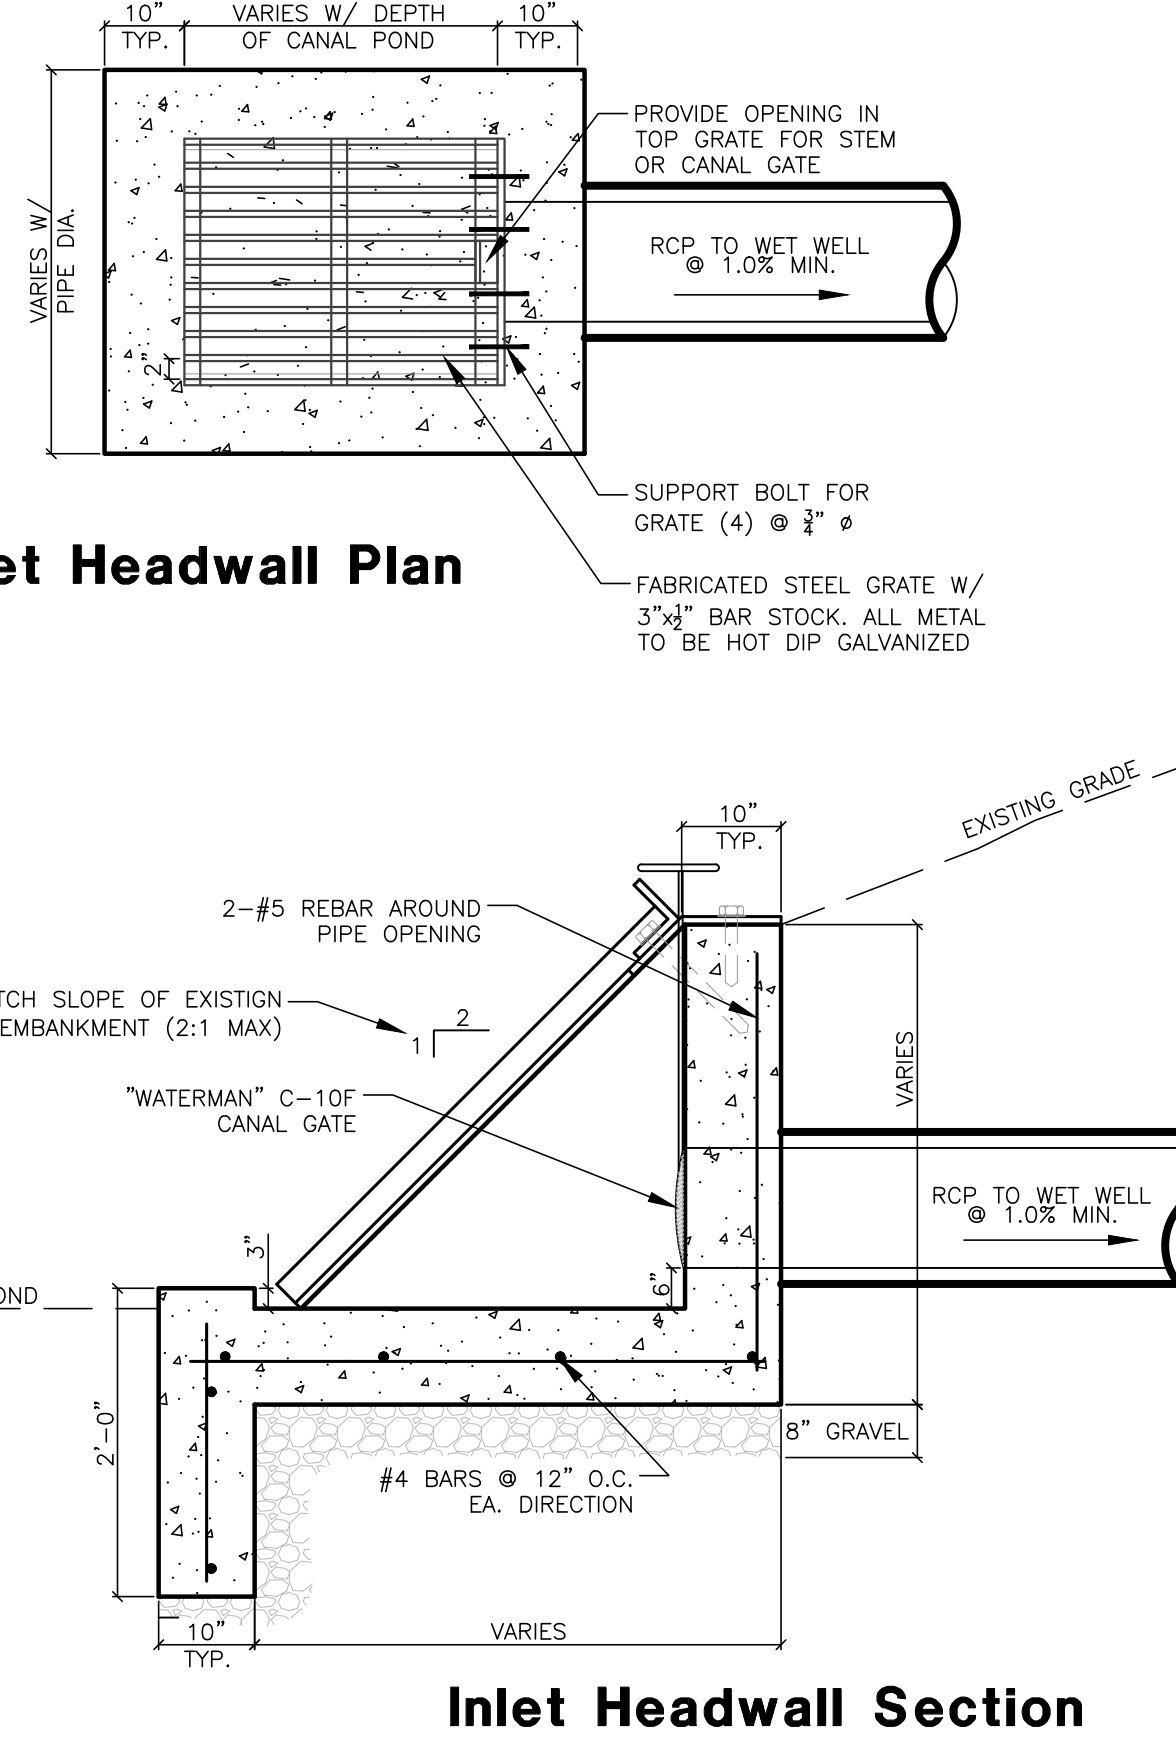 10"
TYP.
VARIES W/ DEPTH
OF CANAL POND
10"
TYP.
VARIES W/
PIPE DIA.
2"
PROVIDE OPENING IN
TOP GRATE FOR STEM
OR CANAL GATE
RCP TO WET WELL
@ 1.0% MIN.
SUPPORT BOLT FOR
GRATE (4) @ 3/4" ø
et Headwall Plan
FABRICATED STEEL GRATE W/
3"x1/2" BAR STOCK. ALL METAL
TO BE HOT DIP GALVANIZED
EXISTING GRADE
10"
TYP.
2-#5 REBAR AROUND
PIPE OPENING
TCH SLOPE OF EXISTIGN
EMBANKMENT (2:1 MAX)
2
1
"WATERMAN" C-10F
CANAL GATE
VARIES
RCP TO WET WELL
@ 1.0% MIN.
3"
6"
OND
2'-0"
8" GRAVEL
#4 BARS @ 12" O.C.
EA. DIRECTION
10"
TYP.
VARIES
Inlet Headwall Section